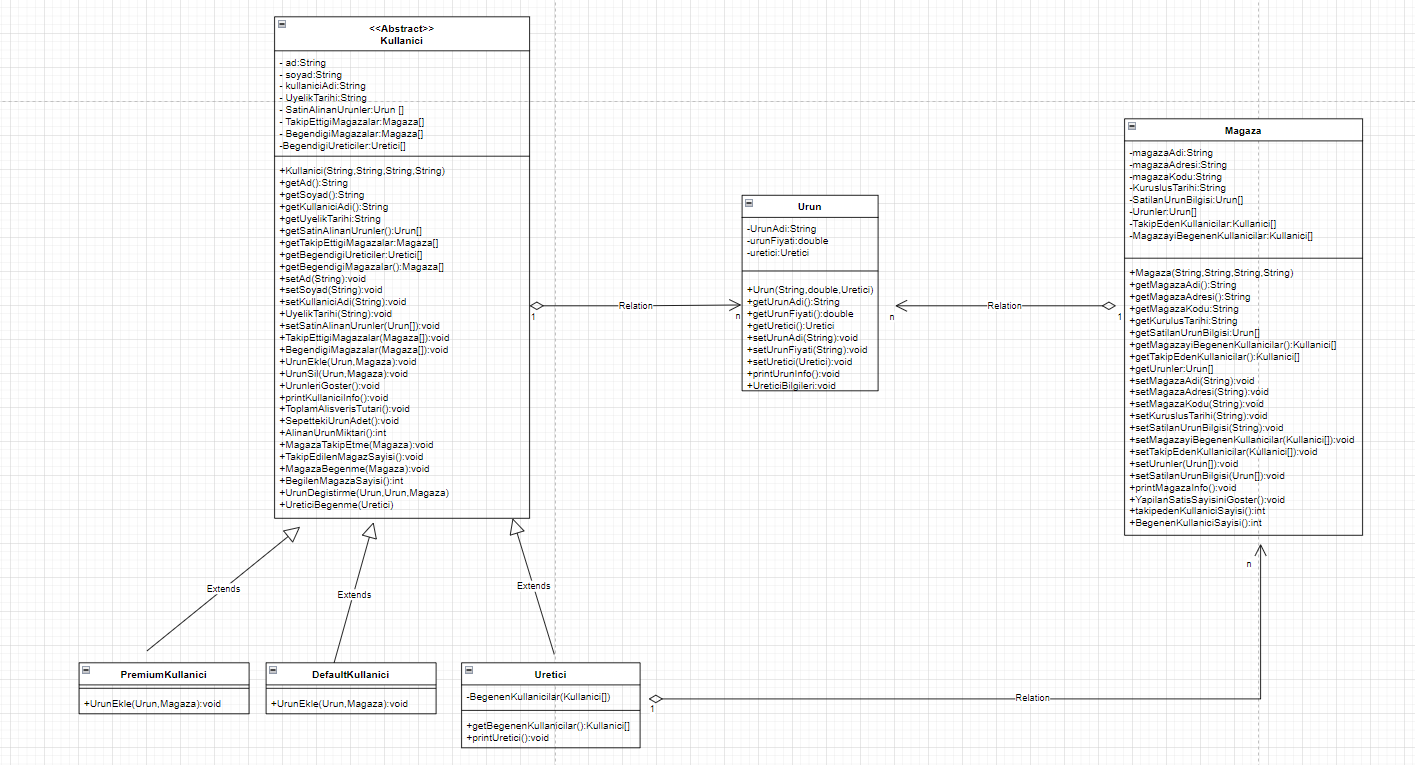 <<Abstract>>
Kullanici
- ad:String
- soyad:String
- kullaniciAdi:String
- UyelikTarihi:String
- SatinAlinanUrunler:Urun []
- TakipEttigiMagazalar:Magaza[]
- BegendigiMagazalar:Magaza[]
-BegendigiUreticiler:Uretici[]
+Kullanici(String,String,String,String)
+getAd():String
+getSoyad():String
+getKullaniciAdi():String
+getUyelikTarihi:String
+getSatinAlinanUrunler():Urun[]
+getTakipEttigiMagazalar:Magaza[]
+getBegendigiUreticiler:Uretici[]
+getBegendigiMagazalar():Magaza[]
+setAd(String):void
+setSoyad(String):void
+setKullaniciAdi(String):void
+UyelikTarihi(String):void
+setSatinAlinanUrunler(Urun[]):void
+TakipEttigiMagazalar(Magaza[]):void
+BegendigiMagazalar(Magaza[]):void
+UrunEkle(Urun,Magaza):void
+UrunSil(Urun,Magaza):void
+UrunleriGoster():void
+printKullaniciInfo():void
+ToplamAlisverisTutari():void
+SepettekiUrunAdet():void
+AlinanUrunMiktari():int
+MagazaTakipEtme(Magaza):void
+TakipEdilenMagazSayisi():void
+MagazaBegenme(Magaza):void
+BegilenMagazaSayisi():int
+UrunDegistirme(Urun,Urun,Magaza)
+UreticiBegenme(Uretici)
1
Relation
n
Urun
-UrunAdi:String
-urunFiyati:double
-uretici:Uretici
+Urun(String,double,Uretici)
+getUrunAdi():String
+getUrunFiyati():double
+getUretici():Uretici
+setUrunAdi(String):void
+setUrunFiyati(String):void
+setUretici(Uretici):void
+printUrunInfo():void
+UreticiBilgileri:void
n
Relation
1
Magaza
-magazaAdi:String
-magazaAdresi:String
-magazaKodu:String
-KuruslusTarihi:String
-SatilanUrunBilgisi:Urun[]
-Urunler:Urun[]
-TakipEdenKullanicilar:Kullanici[]
-MagazayiBegenenKullanicilar:Kullanici[]
+Magaza(String,String,String,String)
+getMagazaAdi():String
+getMagazaAdresi():String
+getMagazaKodu:String
+getKurulusTarihi:String
+getSatilanUrunBilgisi:Urun[]
+getMagazayiBegenenKullanicilar():Kullanici[]
+getTakipEdenKullanicilar():Kullanici[]
+getUrunler:Urun[]
+setMagazaAdi(String):void
+setMagazaAdresi(String):void
+setMagazaKodu(String):void
+setKuruslusTarihi(String):void
+setSatilanUrunBilgisi(String):void
+setMagazayiBegenenKullanicilar(Kullanici[]):void
+setTakipEdenKullanicilar(Kullanici[]):void
+setUrunler(Urun[]):void
+setSatilanUrunBilgisi(Urun[]):void
+printMagazaInfo():void
+YapilanSatisSayisiniGoster():void
+takipedenKullaniciSayisi():int
+BegenenKullaniciSayisi():int
n
Extends
Extends
Extends
PremiumKullanici
+UrunEkle(Urun,Magaza):void
DefaultKullanici
+UrunEkle(Urun,Magaza):void
Uretici
-BegenenKullanicilar(Kullanici[])
+getBegenenKullanicilar():Kullanici[]
+printUretici():void
1
Relation